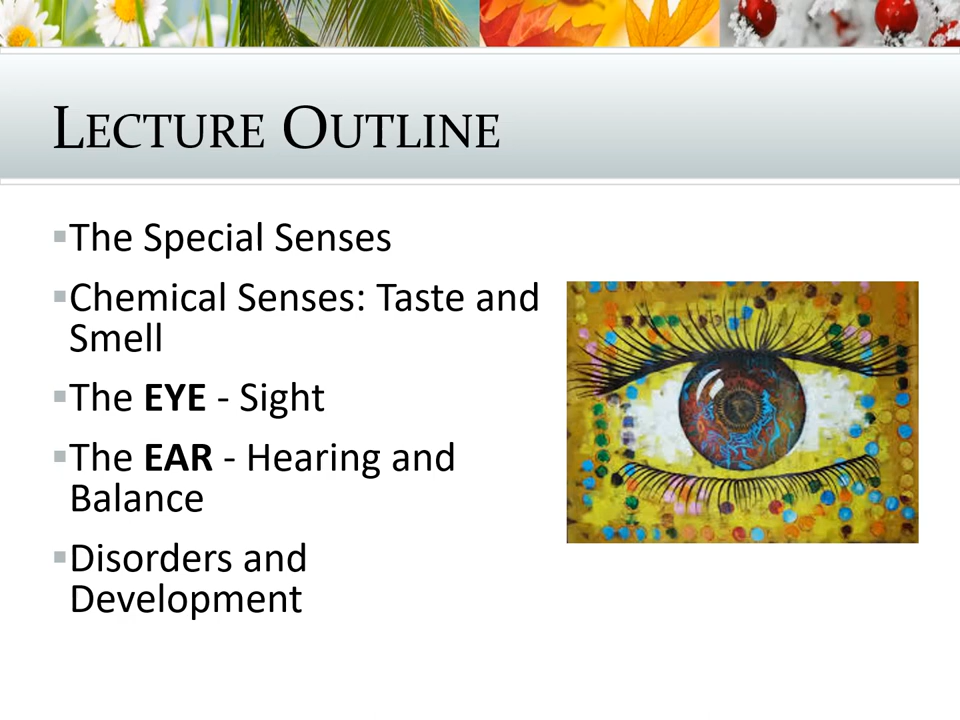 LECTURE OUTLINE
▪The Special Senses
▪Chemical Senses: Taste and
Smell
▪The EYE - Sight
▪The EAR - Hearing and
Balance
▪Disorders and
Development